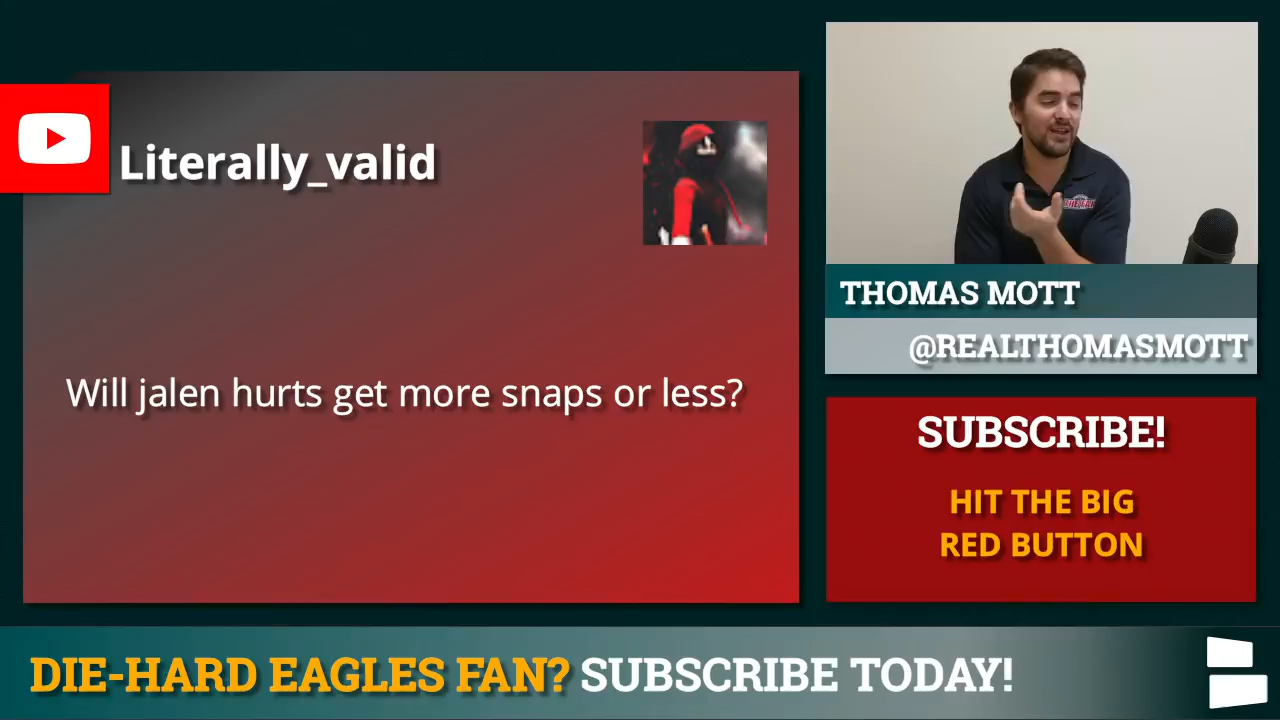 Literally_valid
Will jalen hurts get more snaps or less?
THOMAS MOTT
@REALTHOMASMOTT
SUBSCRIBE!
HIT THE BIG
RED BUTTON
DIE-HARD EAGLES FAN? SUBSCRIBE TODAY!